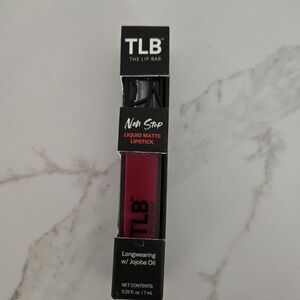 TLB™
THE LIP BAR
Non Stop
LIQUID MATTE
LIPSTICK
TLB
Longwearing
w/ Jojoba Oil
NET CONTENTS:
0.23 fl. oz. / 7 mL